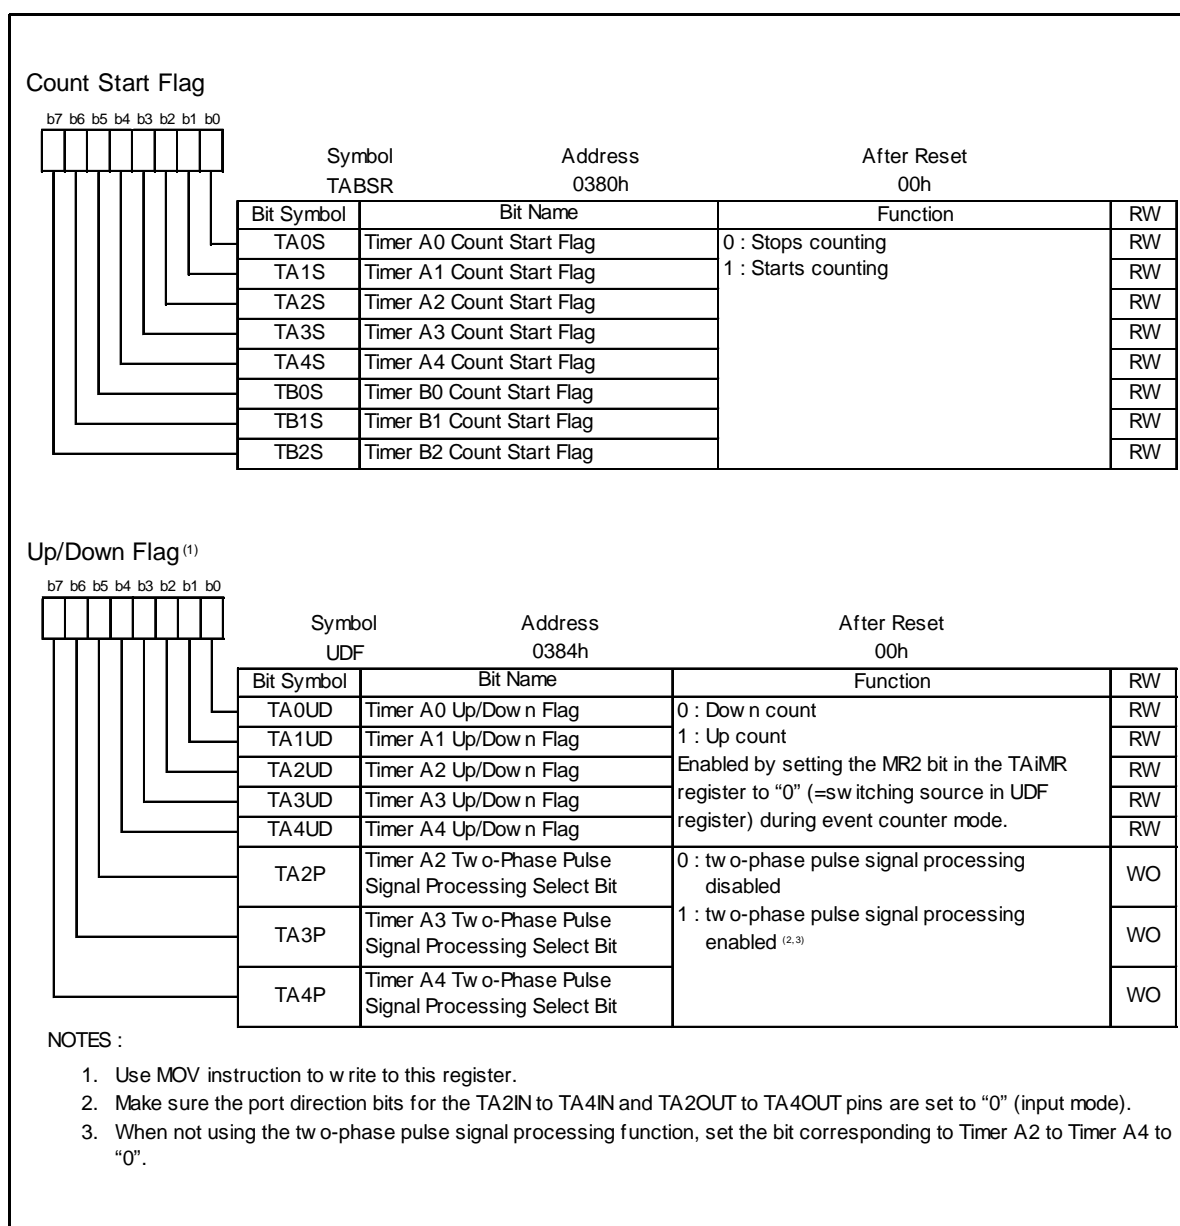 Count Start Flag
b7 b6 b5 b4 b3 b2 b1 b0
Symbol Address After Reset
TABSR 0380h 00h
Bit Symbol Bit Name Function RW
TA0S Timer A0 Count Start Flag 0 : Stops counting RW
TA1S Timer A1 Count Start Flag 1 : Starts counting RW
TA2S Timer A2 Count Start Flag RW
TA3S Timer A3 Count Start Flag RW
TA4S Timer A4 Count Start Flag RW
TB0S Timer B0 Count Start Flag RW
TB1S Timer B1 Count Start Flag RW
TB2S Timer B2 Count Start Flag RW
Up/Down Flag (1)
b7 b6 b5 b4 b3 b2 b1 b0
Symbol Address After Reset
UDF 0384h 00h
Bit Symbol Bit Name Function RW
TA0UD Timer A0 Up/Down Flag 0 : Down count RW
TA1UD Timer A1 Up/Down Flag 1 : Up count RW
TA2UD Timer A2 Up/Down Flag Enabled by setting the MR2 bit in the TAiMR RW
TA3UD Timer A3 Up/Down Flag register to “0” (=switching source in UDF RW
TA4UD Timer A4 Up/Down Flag register) during event counter mode. RW
TA2P Timer A2 Two-Phase Pulse 0 : two-phase pulse signal processing WO
Signal Processing Select Bit disabled
TA3P Timer A3 Two-Phase Pulse 1 : two-phase pulse signal processing WO
Signal Processing Select Bit enabled (2,3)
TA4P Timer A4 Two-Phase Pulse WO
Signal Processing Select Bit
NOTES :
1. Use MOV instruction to write to this register.
2. Make sure the port direction bits for the TA2IN to TA4IN and TA2OUT to TA4OUT pins are set to “0” (input mode).
3. When not using the two-phase pulse signal processing function, set the bit corresponding to Timer A2 to Timer A4 to
“0”.